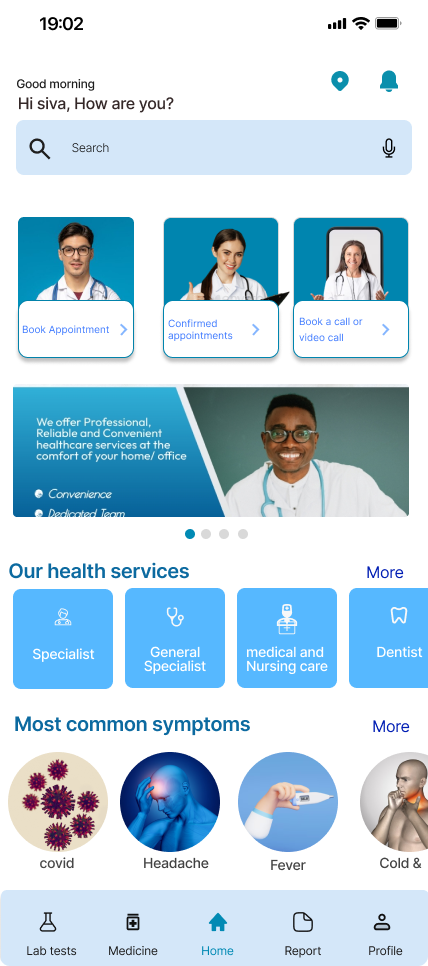 19:02
Good morning
Hi siva, How are you?
Search
Book Appointment
Confirmed
appointments
Book a call or
video call
We offer Professional,
Reliable and Convenient
healthcare services at the
comfort of your home/ office
Convenience
Dedicated Team
Our health services
More
Specialist
General
Specialist
medical and
Nursing care
Dentist
Most common symptoms
More
covid
Headache
Fever
Cold &
Lab tests
Medicine
Home
Report
Profile